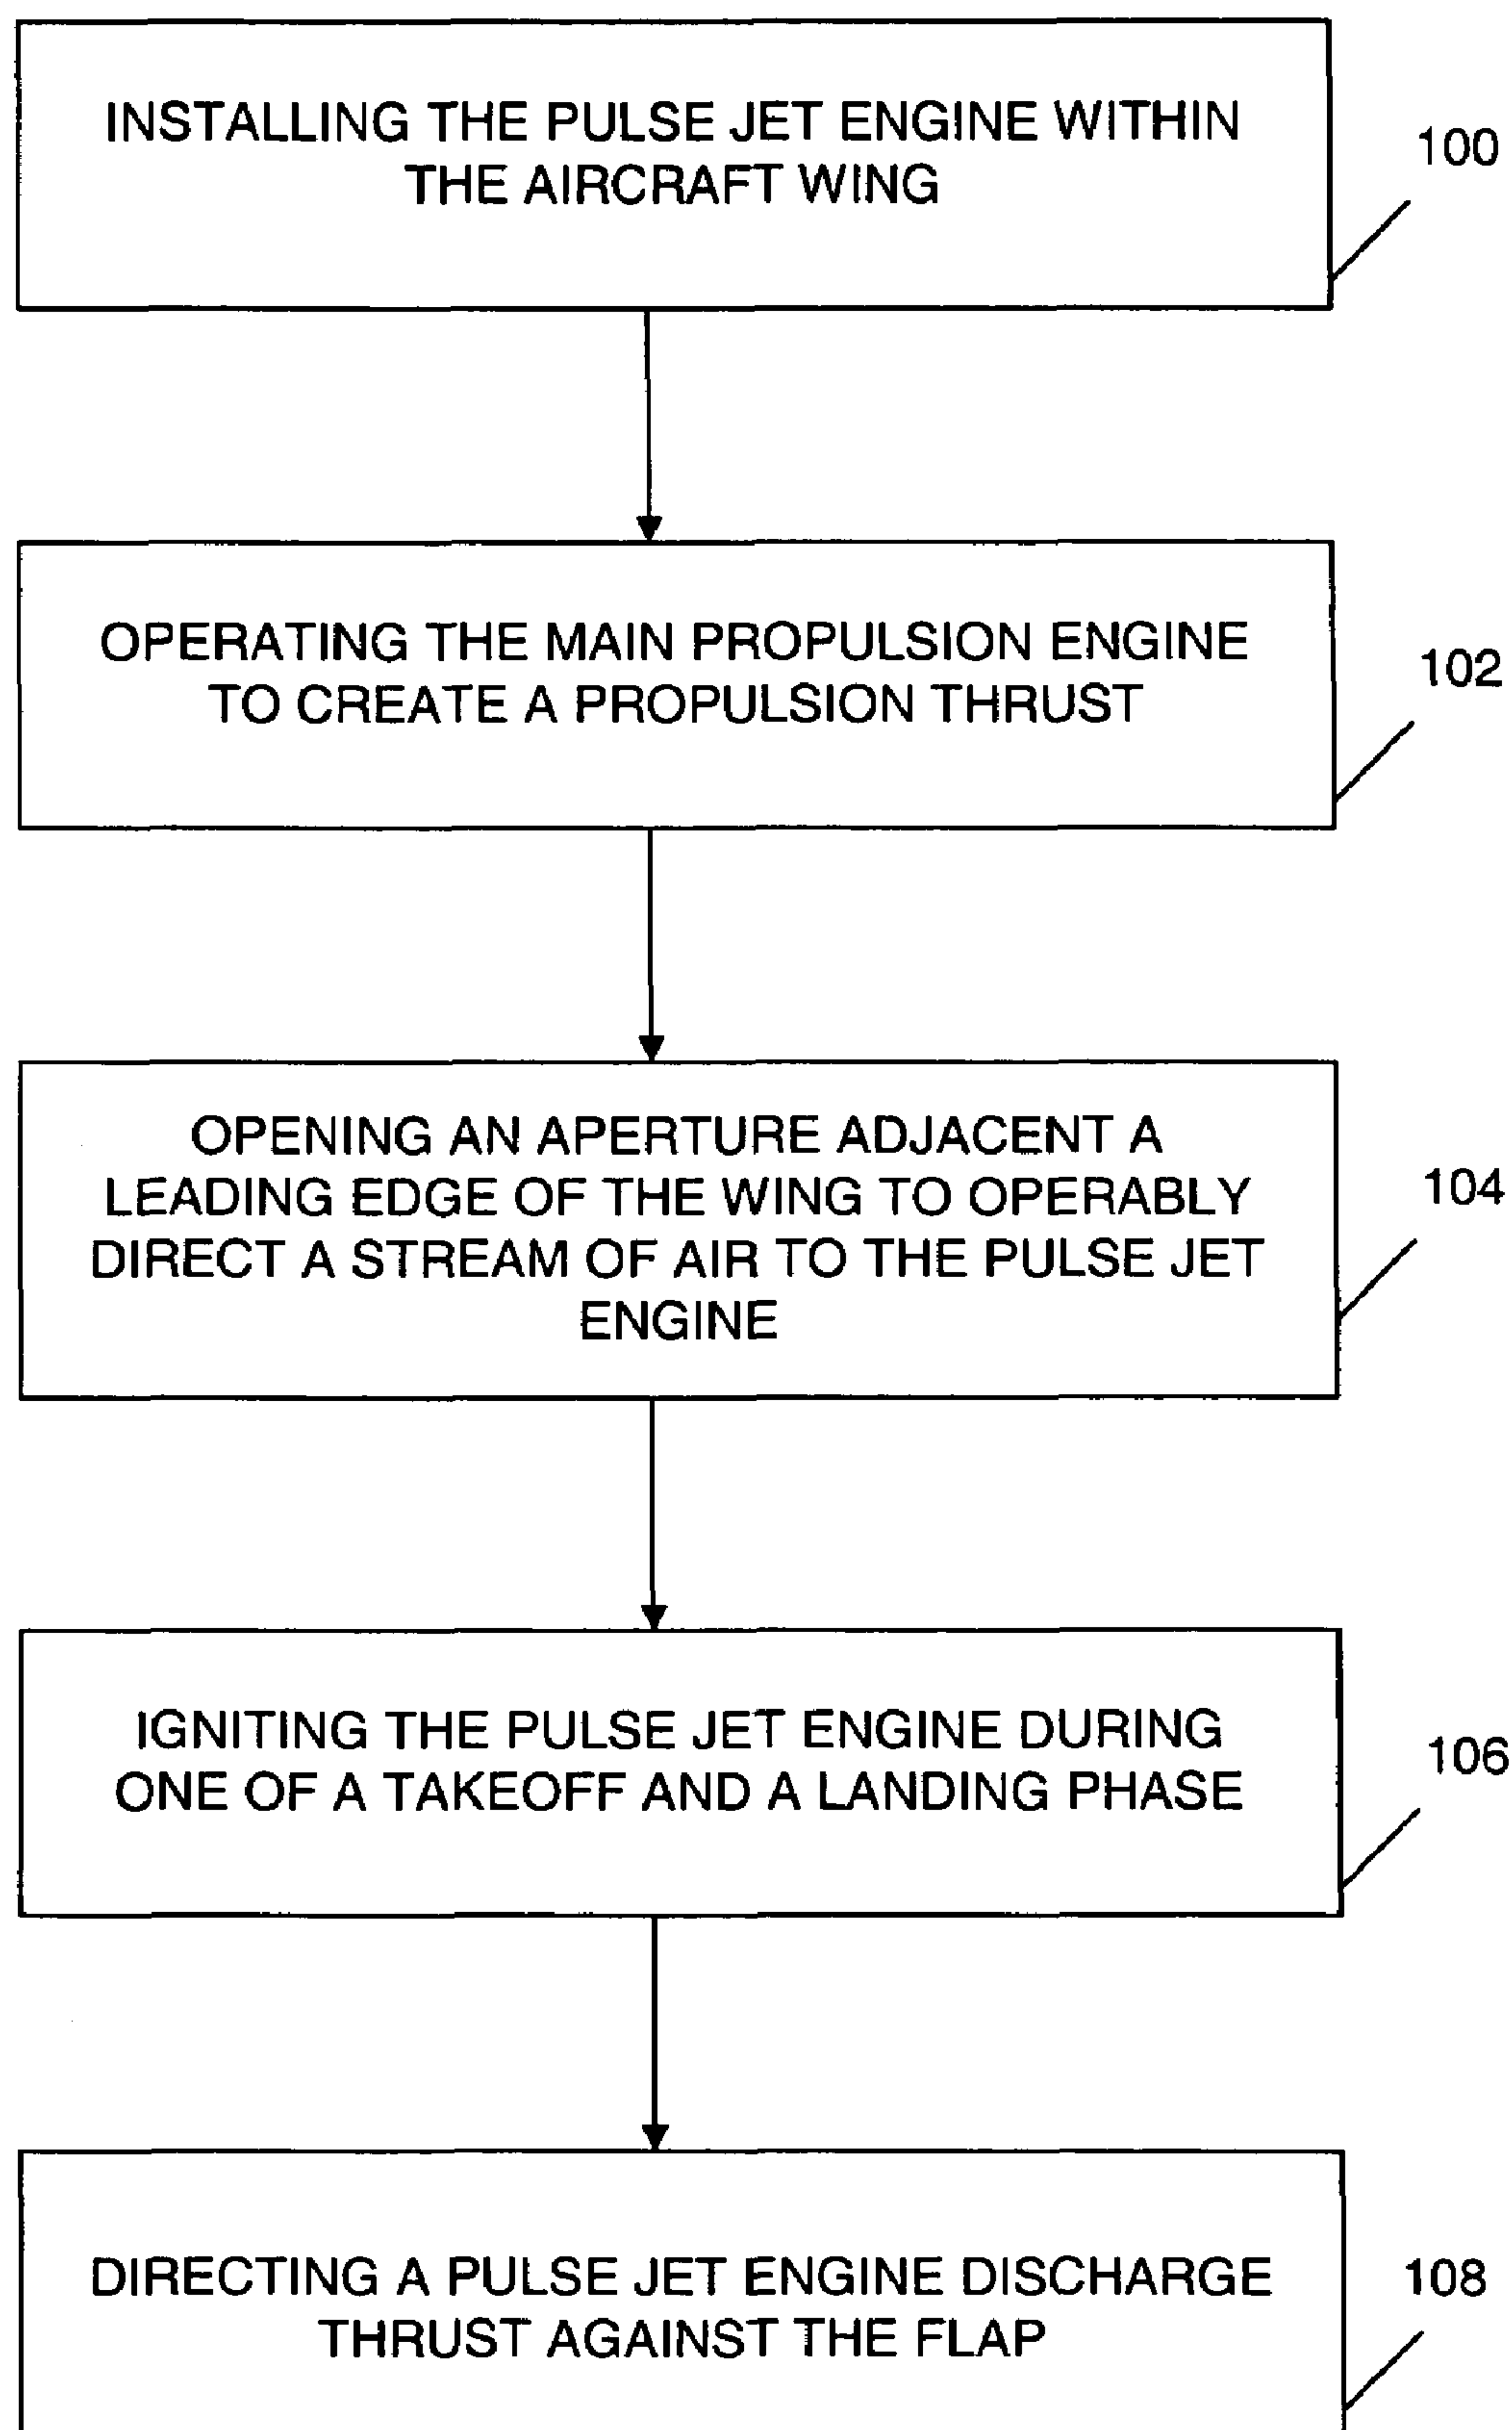 INSTALLING THE PULSE JET ENGINE WITHIN
THE AIRCRAFT WING
100
OPERATING THE MAIN PROPULSION ENGINE
TO CREATE A PROPULSION THRUST
102
OPENING AN APERTURE ADJACENT A
LEADING EDGE OF THE WING TO OPERABLY
DIRECT A STREAM OF AIR TO THE PULSE JET
ENGINE
104
IGNITING THE PULSE JET ENGINE DURING
ONE OF A TAKEOFF AND A LANDING PHASE
106
DIRECTING A PULSE JET ENGINE DISCHARGE
THRUST AGAINST THE FLAP
108